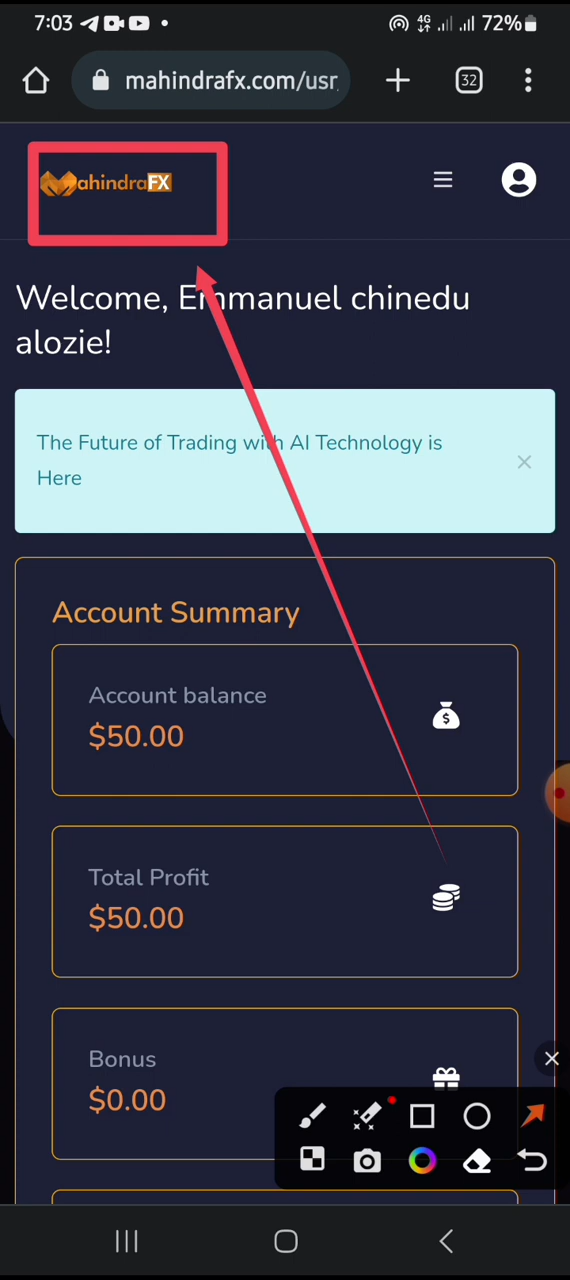 7:03
4G
72%
mahindrafx.com/usr
32
MahindraFX
Welcome, Emmanuel chinedu
alozie!
The Future of Trading with AI Technology is
Here
Account Summary
Account balance
$50.00
Total Profit
$50.00
Bonus
$0.00